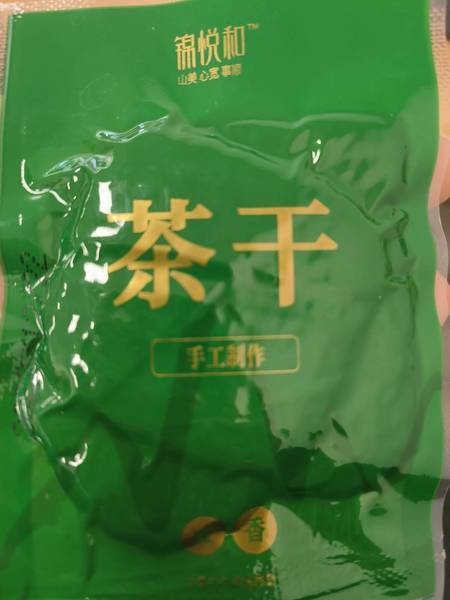 锦悦和™
山美心宽事顺
茶干
手工制作
香